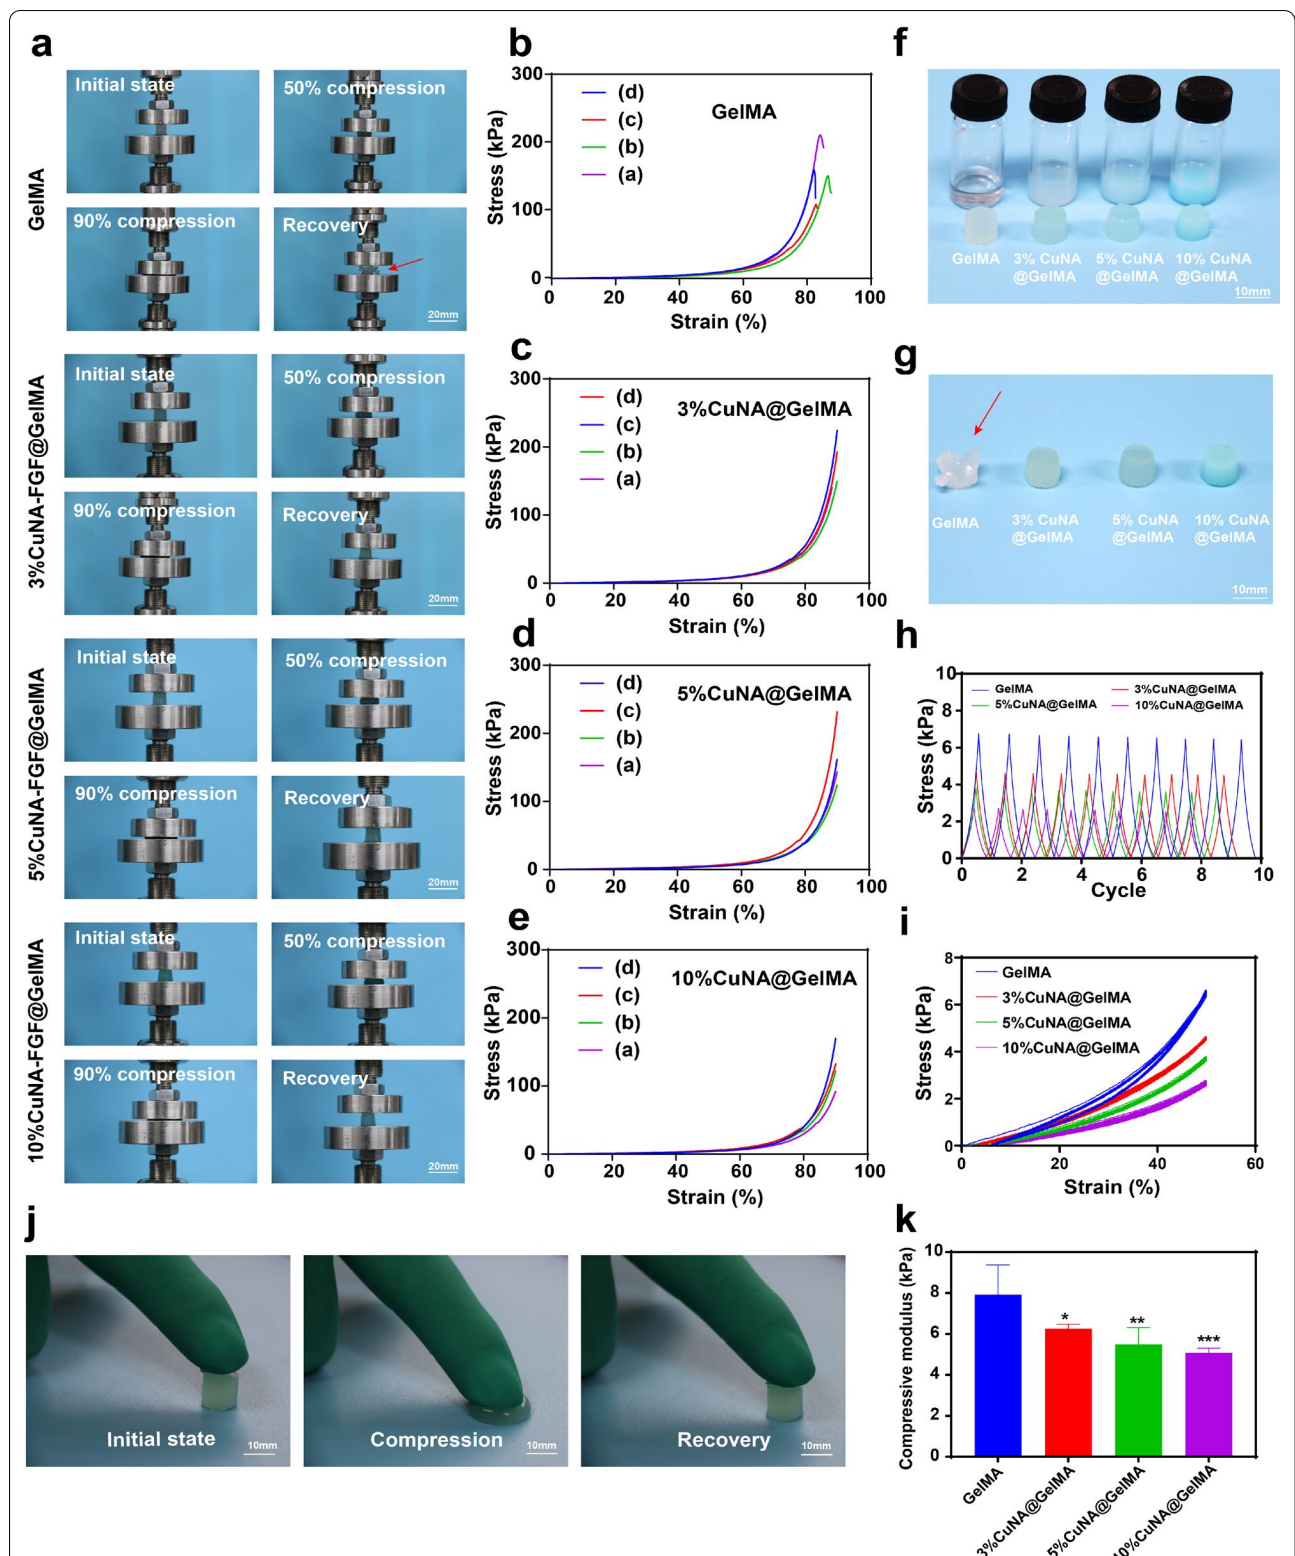 a
GelMA
Initial state
50% compression
90% compression
Recovery
20mm
3%CuNA-FGF@GelMA
Initial state
50% compression
90% compression
Recovery
20mm
5%CuNA-FGF@GelMA
Initial state
50% compression
90% compression
Recovery
20mm
10%CuNA-FGF@GelMA
Initial state
50% compression
90% compression
Recovery
20mm
b
Stress (kPa)
300
200
100
0
(d)
(c)
(b)
(a)
GelMA
0 20 40 60 80 100
Strain (%)
c
Stress (kPa)
300
200
100
0
(d)
(c)
(b)
(a)
3%CuNA@GelMA
0 20 40 60 80 100
Strain (%)
d
Stress (kPa)
300
200
100
0
(d)
(c)
(b)
(a)
5%CuNA@GelMA
0 20 40 60 80 100
Strain (%)
e
Stress (kPa)
300
200
100
0
(d)
(c)
(b)
(a)
10%CuNA@GelMA
0 20 40 60 80 100
Strain (%)
f
GelMA 3% CuNA 5% CuNA 10% CuNA
@GelMA @GelMA @GelMA
10mm
g
GelMA 3% CuNA 5% CuNA 10% CuNA
@GelMA @GelMA @GelMA
10mm
h
Stress (kPa)
10
8
6
4
2
0
GelMA 3%CuNA@GelMA
5%CuNA@GelMA 10%CuNA@GelMA
0 2 4 6 8 10
Cycle
i
Stress (kPa)
8
6
4
2
0
GelMA
3%CuNA@GelMA
5%CuNA@GelMA
10%CuNA@GelMA
0 20 40 60
Strain (%)
j
Initial state
10mm
Compression
10mm
Recovery
10mm
k
Compressive modulus (kPa)
10
8
6
4
2
0
*
**
***
GelMA
3%CuNA@GelMA
5%CuNA@GelMA
10%CuNA@GelMA